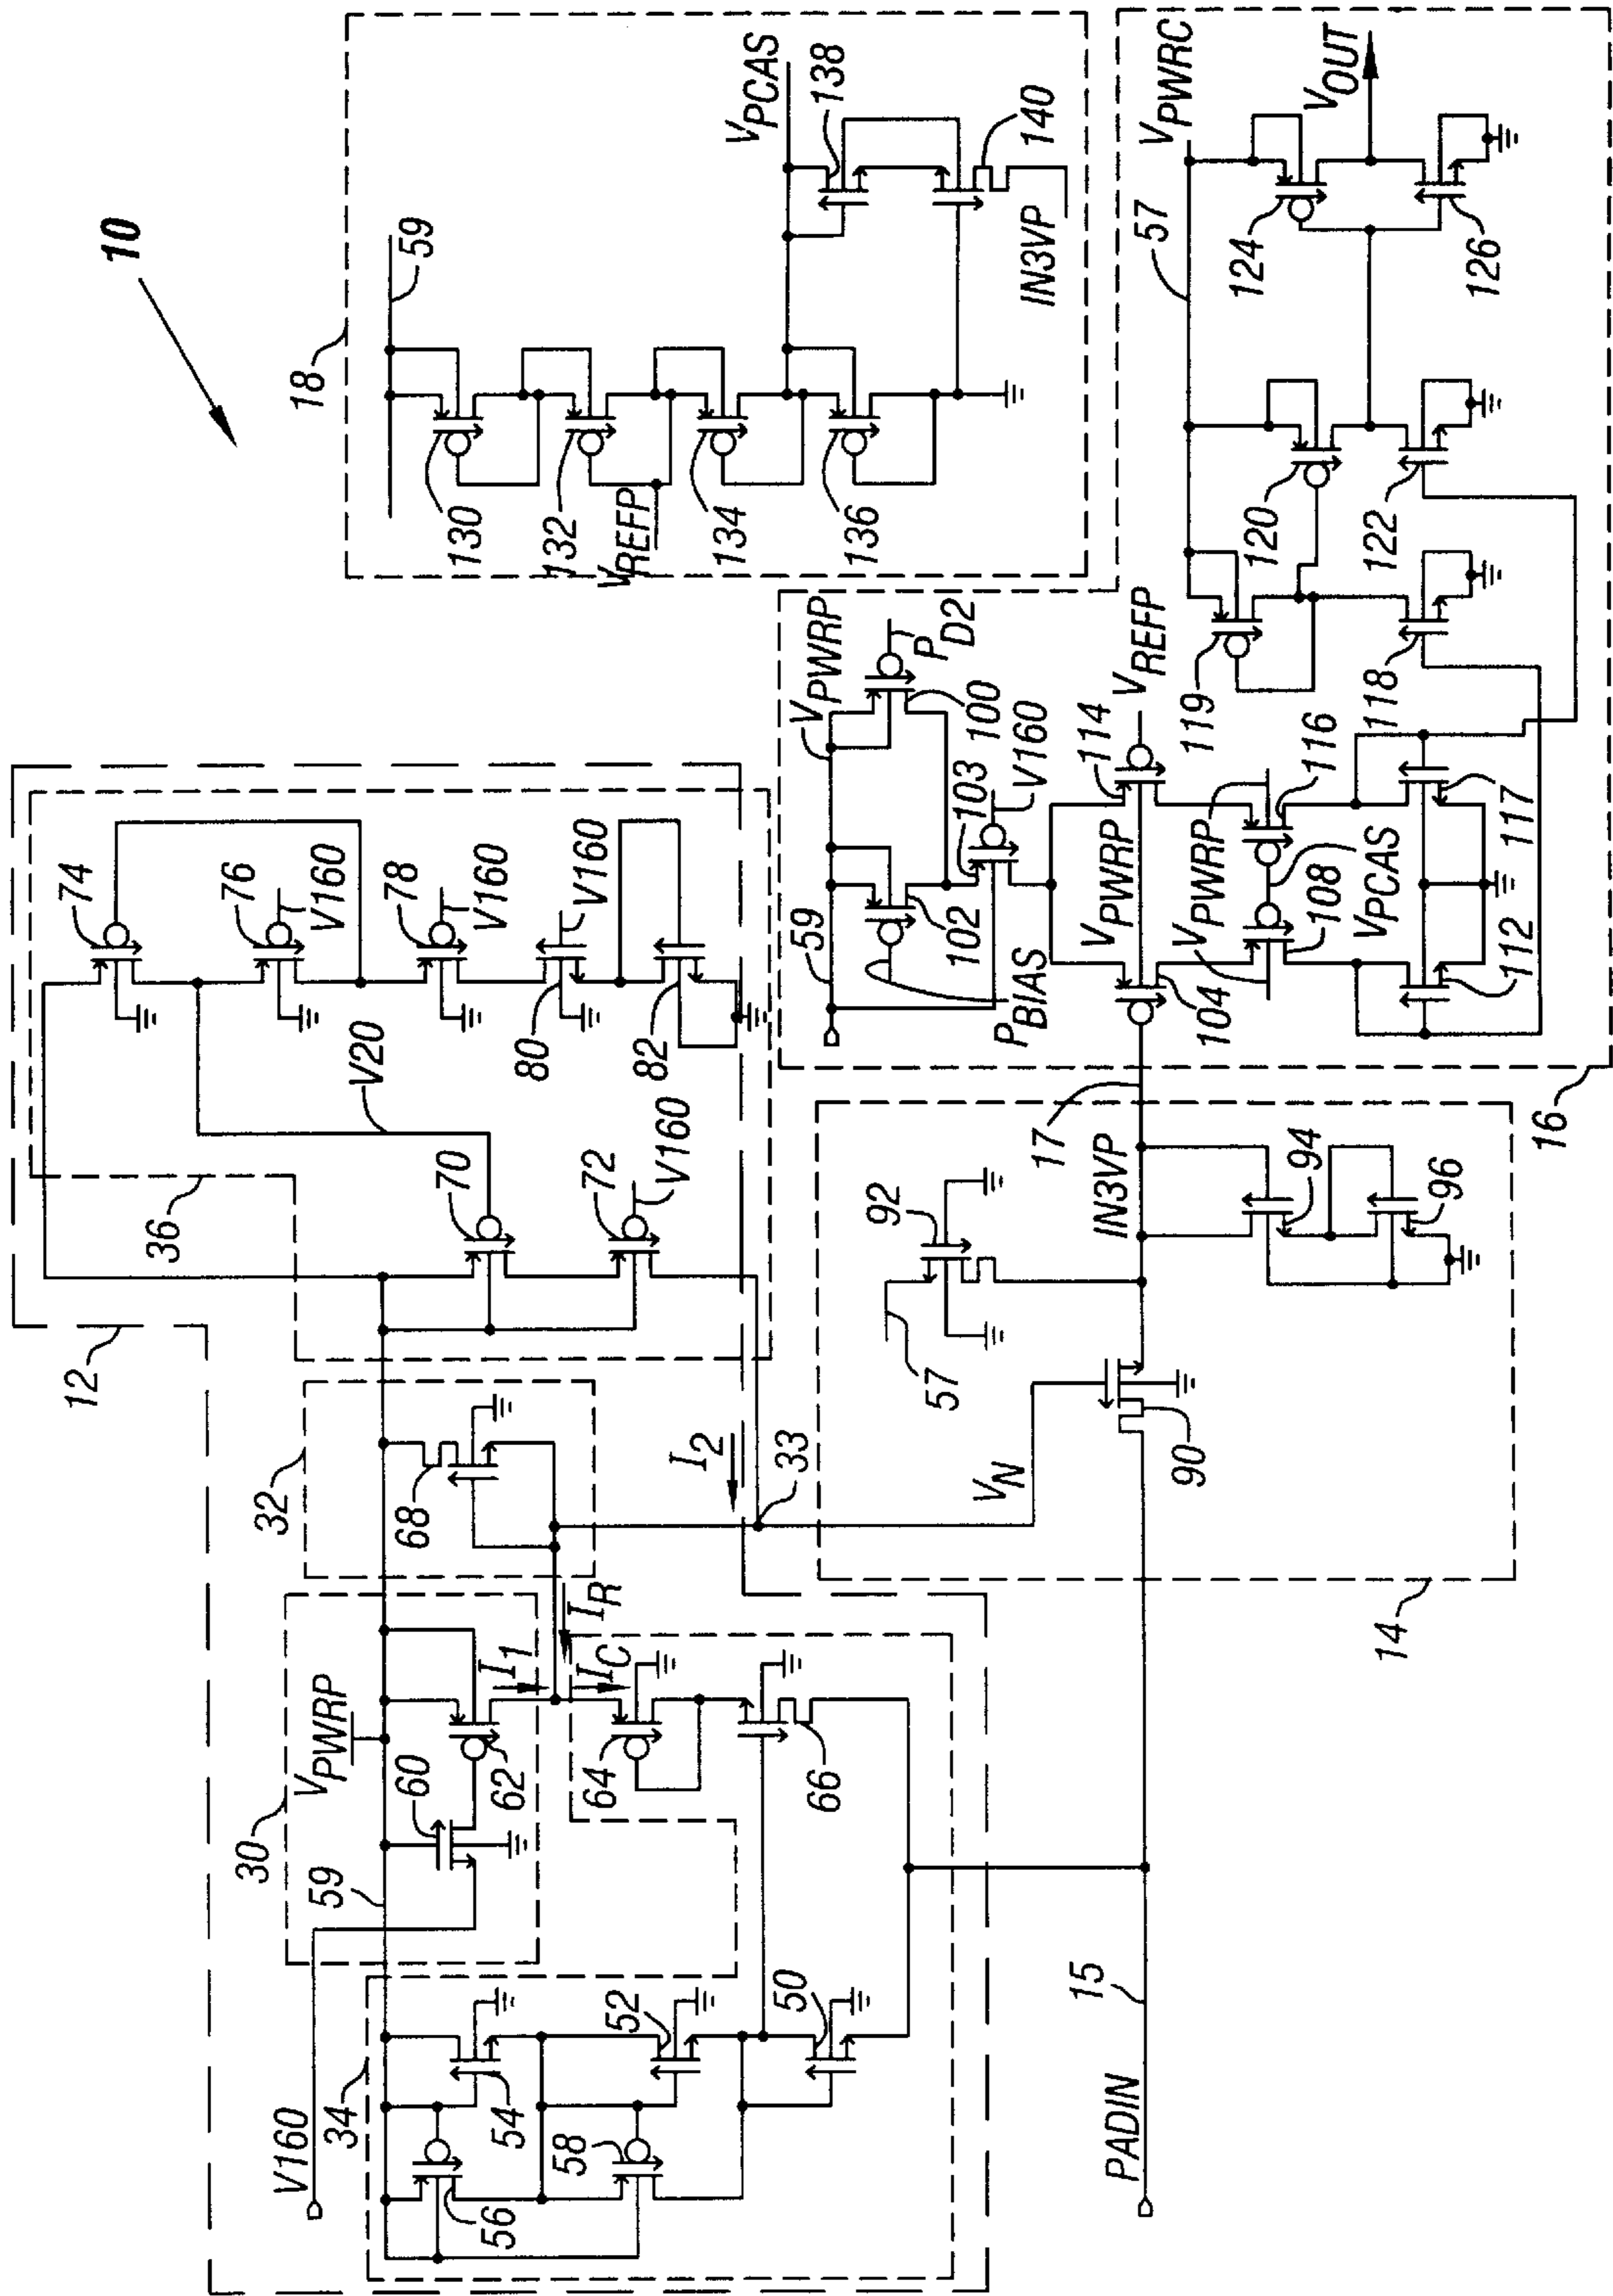 10
18
59
130
132
V_REFP
134
136
V_PCAS
138
140
IN3VP
12
36
74
76
V160
78
V160
80
V160
82
V20
70
72
V160
32
68
I_2
33
30
V_PWRP
59
60
62
I_1
I_R
I_C
64
66
V160
34
54
56
52
58
50
PADIN
15
14
V_N
90
57
92
IN3VP
94
96
17
16
59
V_PWRP
P_D2
100
102
103
V160
P_BIAS
104
V_PWRP
114
V_REFP
V_PWRP
V_PWRP
108
116
V_PCAS
112
117
118
119
120
122
57
V_PWRC
124
126
V_OUT